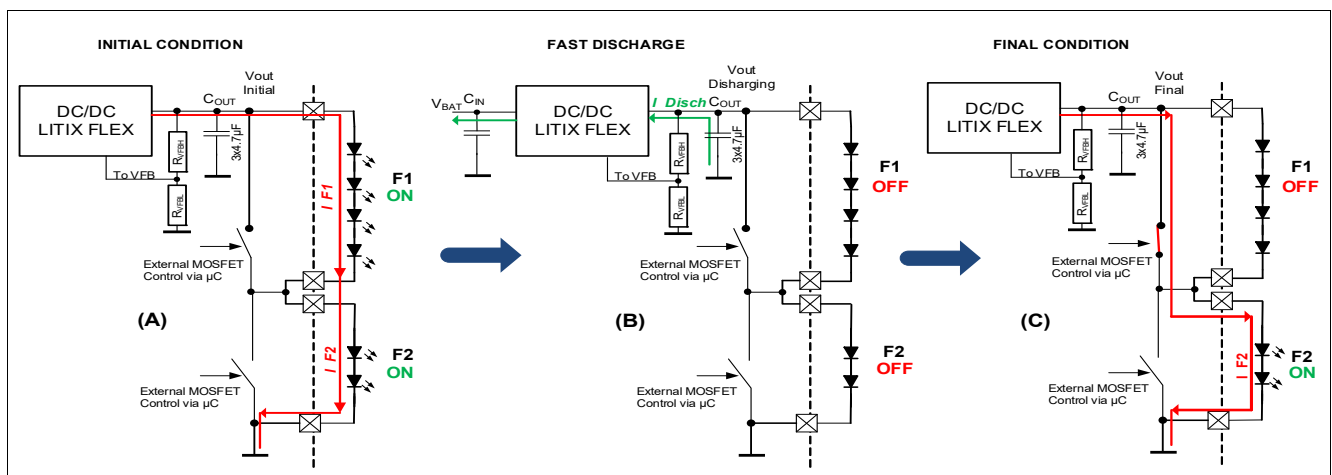 INITIAL CONDITION
Vout
Initial
DC/DC
LITIX FLEX
COUT
3x4.7µF
RVFBH
To VFB
RVFBL
I F1
F1
ON
External MOSFET
Control via µC
(A)
I F2
F2
ON
External MOSFET
Control via µC
FAST DISCHARGE
Vout
Disharging
VBAT
CIN
DC/DC
LITIX FLEX
I Disch
COUT
3x4.7µF
RVFBH
To VFB
RVFBL
F1
OFF
External MOSFET
Control via µC
(B)
F2
OFF
External MOSFET
Control via µC
FINAL CONDITION
Vout
Final
DC/DC
LITIX FLEX
COUT
3x4.7µF
RVFBH
To VFB
RVFBL
F1
OFF
External MOSFET
Control via µC
(C)
I F2
F2
ON
External MOSFET
Control via µC